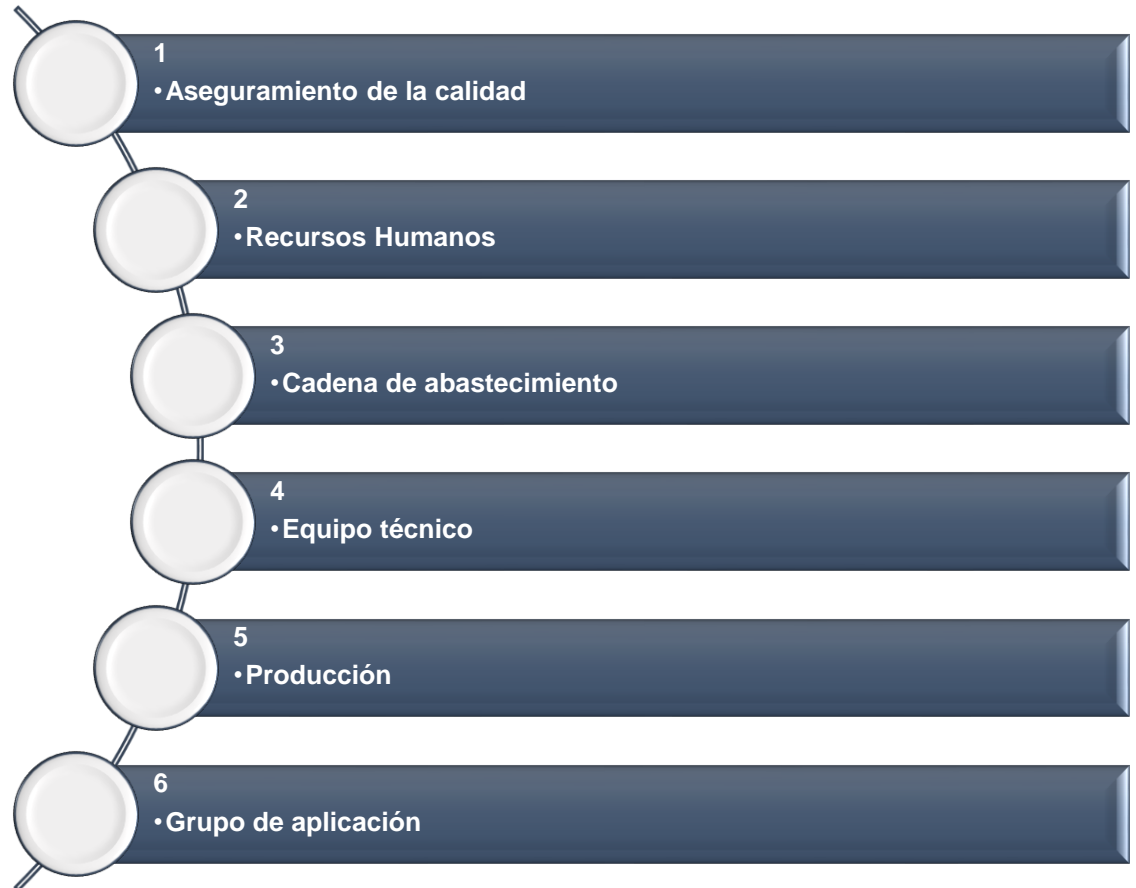 1
•Aseguramiento de la calidad
2
•Recursos Humanos
3
•Cadena de abastecimiento
4
•Equipo técnico
5
•Producción
6
•Grupo de aplicación